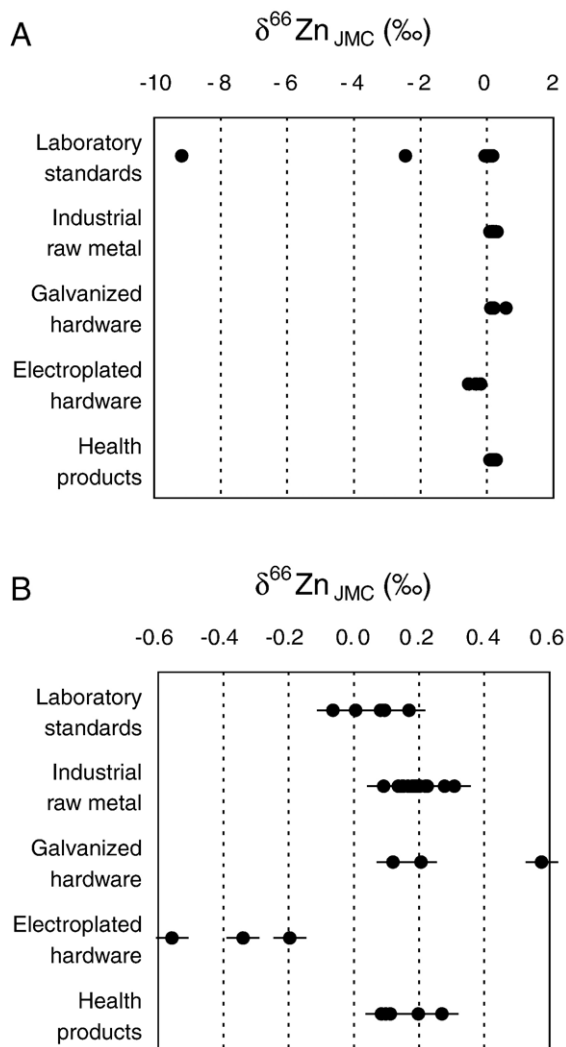 A
δ⁶⁶Zn JMC (‰)
-10 -8 -6 -4 -2 0 2
Laboratory
standards
Industrial
raw metal
Galvanized
hardware
Electroplated
hardware
Health
products
B
δ⁶⁶Zn JMC (‰)
-0.6 -0.4 -0.2 0.0 0.2 0.4 0.6
Laboratory
standards
Industrial
raw metal
Galvanized
hardware
Electroplated
hardware
Health
products